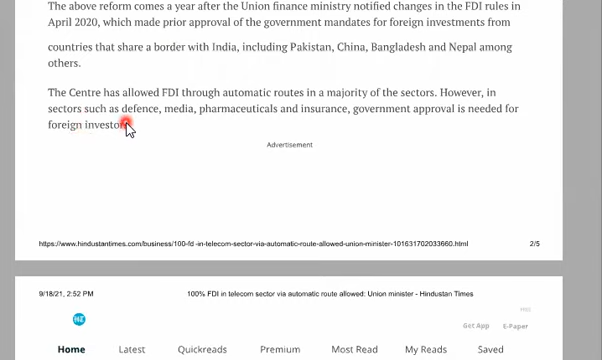 The above reform comes a year after the Union finance ministry notified changes in the FDI rules in
April 2020, which made prior approval of the government mandates for foreign investments from
countries that share a border with India, including Pakistan, China, Bangladesh and Nepal among
others.
The Centre has allowed FDI through automatic routes in a majority of the sectors. However, in
sectors such as defence, media, pharmaceuticals and insurance, government approval is needed for
foreign
Advertisement
https://www.hindustantimes.com/business/100-fd -in-telecom-sector-via-automatic-route-allowed-union-minister-101631702033660.html 2/5
9/18/21, 2:52 PM 100% FDI in telecom sector via automatic route allowed: Union minister - Hindustan Times
Get App E-Paper
Home Latest Quickreads Premium Most Read My Reads Saved